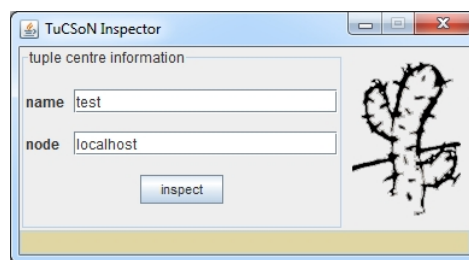 TuCSoN Inspector
tuple centre information
name test
node localhost
inspect